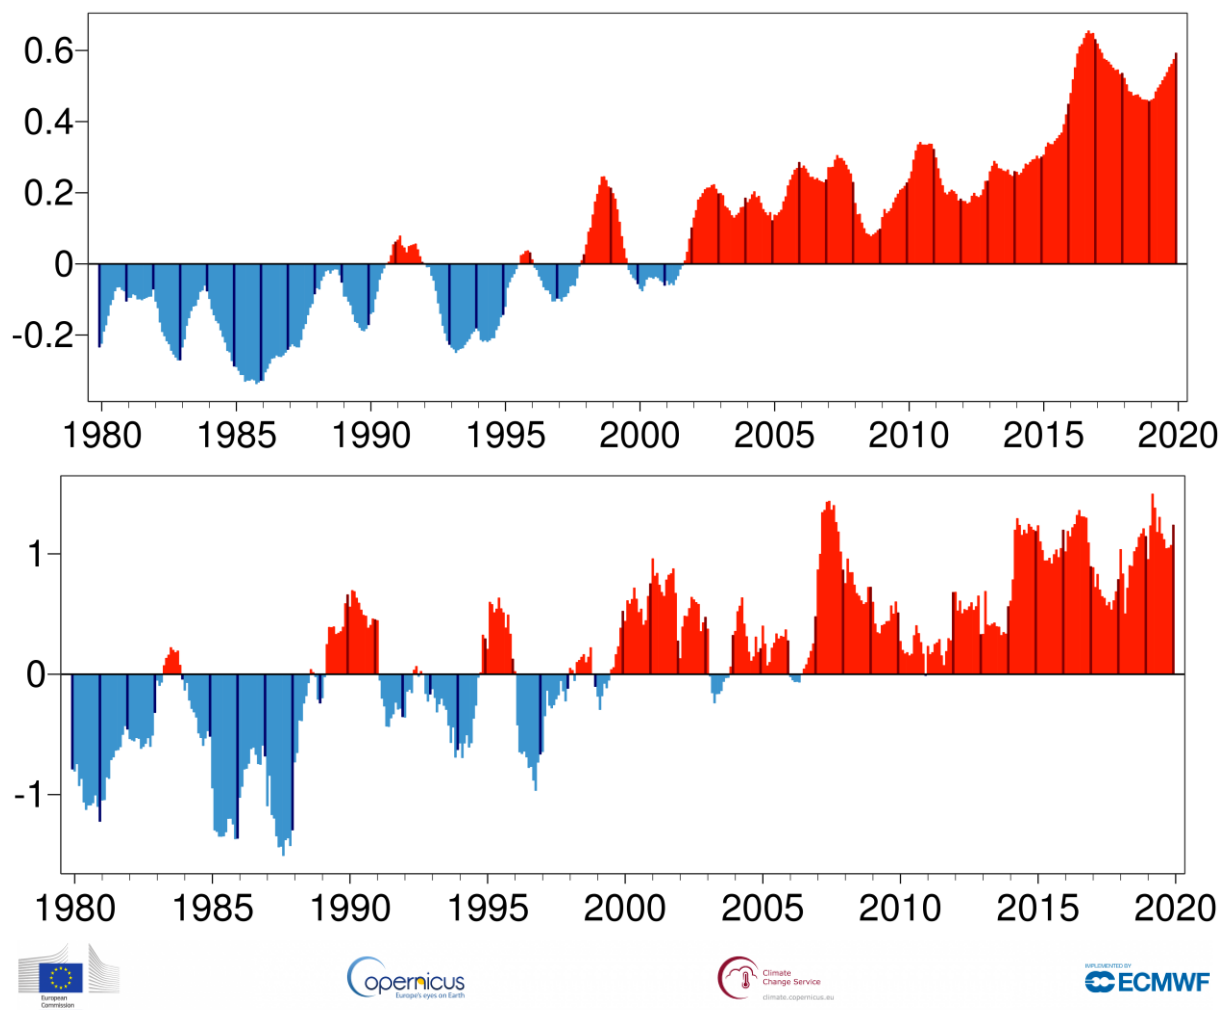 0.6
0.4
0.2
0
-0.2
1980 1985 1990 1995 2000 2005 2010 2015 2020
1
0
-1
1980 1985 1990 1995 2000 2005 2010 2015 2020
European
Commission
opernicus
Europe's eyes on Earth
Climate
Change Service
climate.copernicus.eu
IMPLEMENTED BY
ECMWF